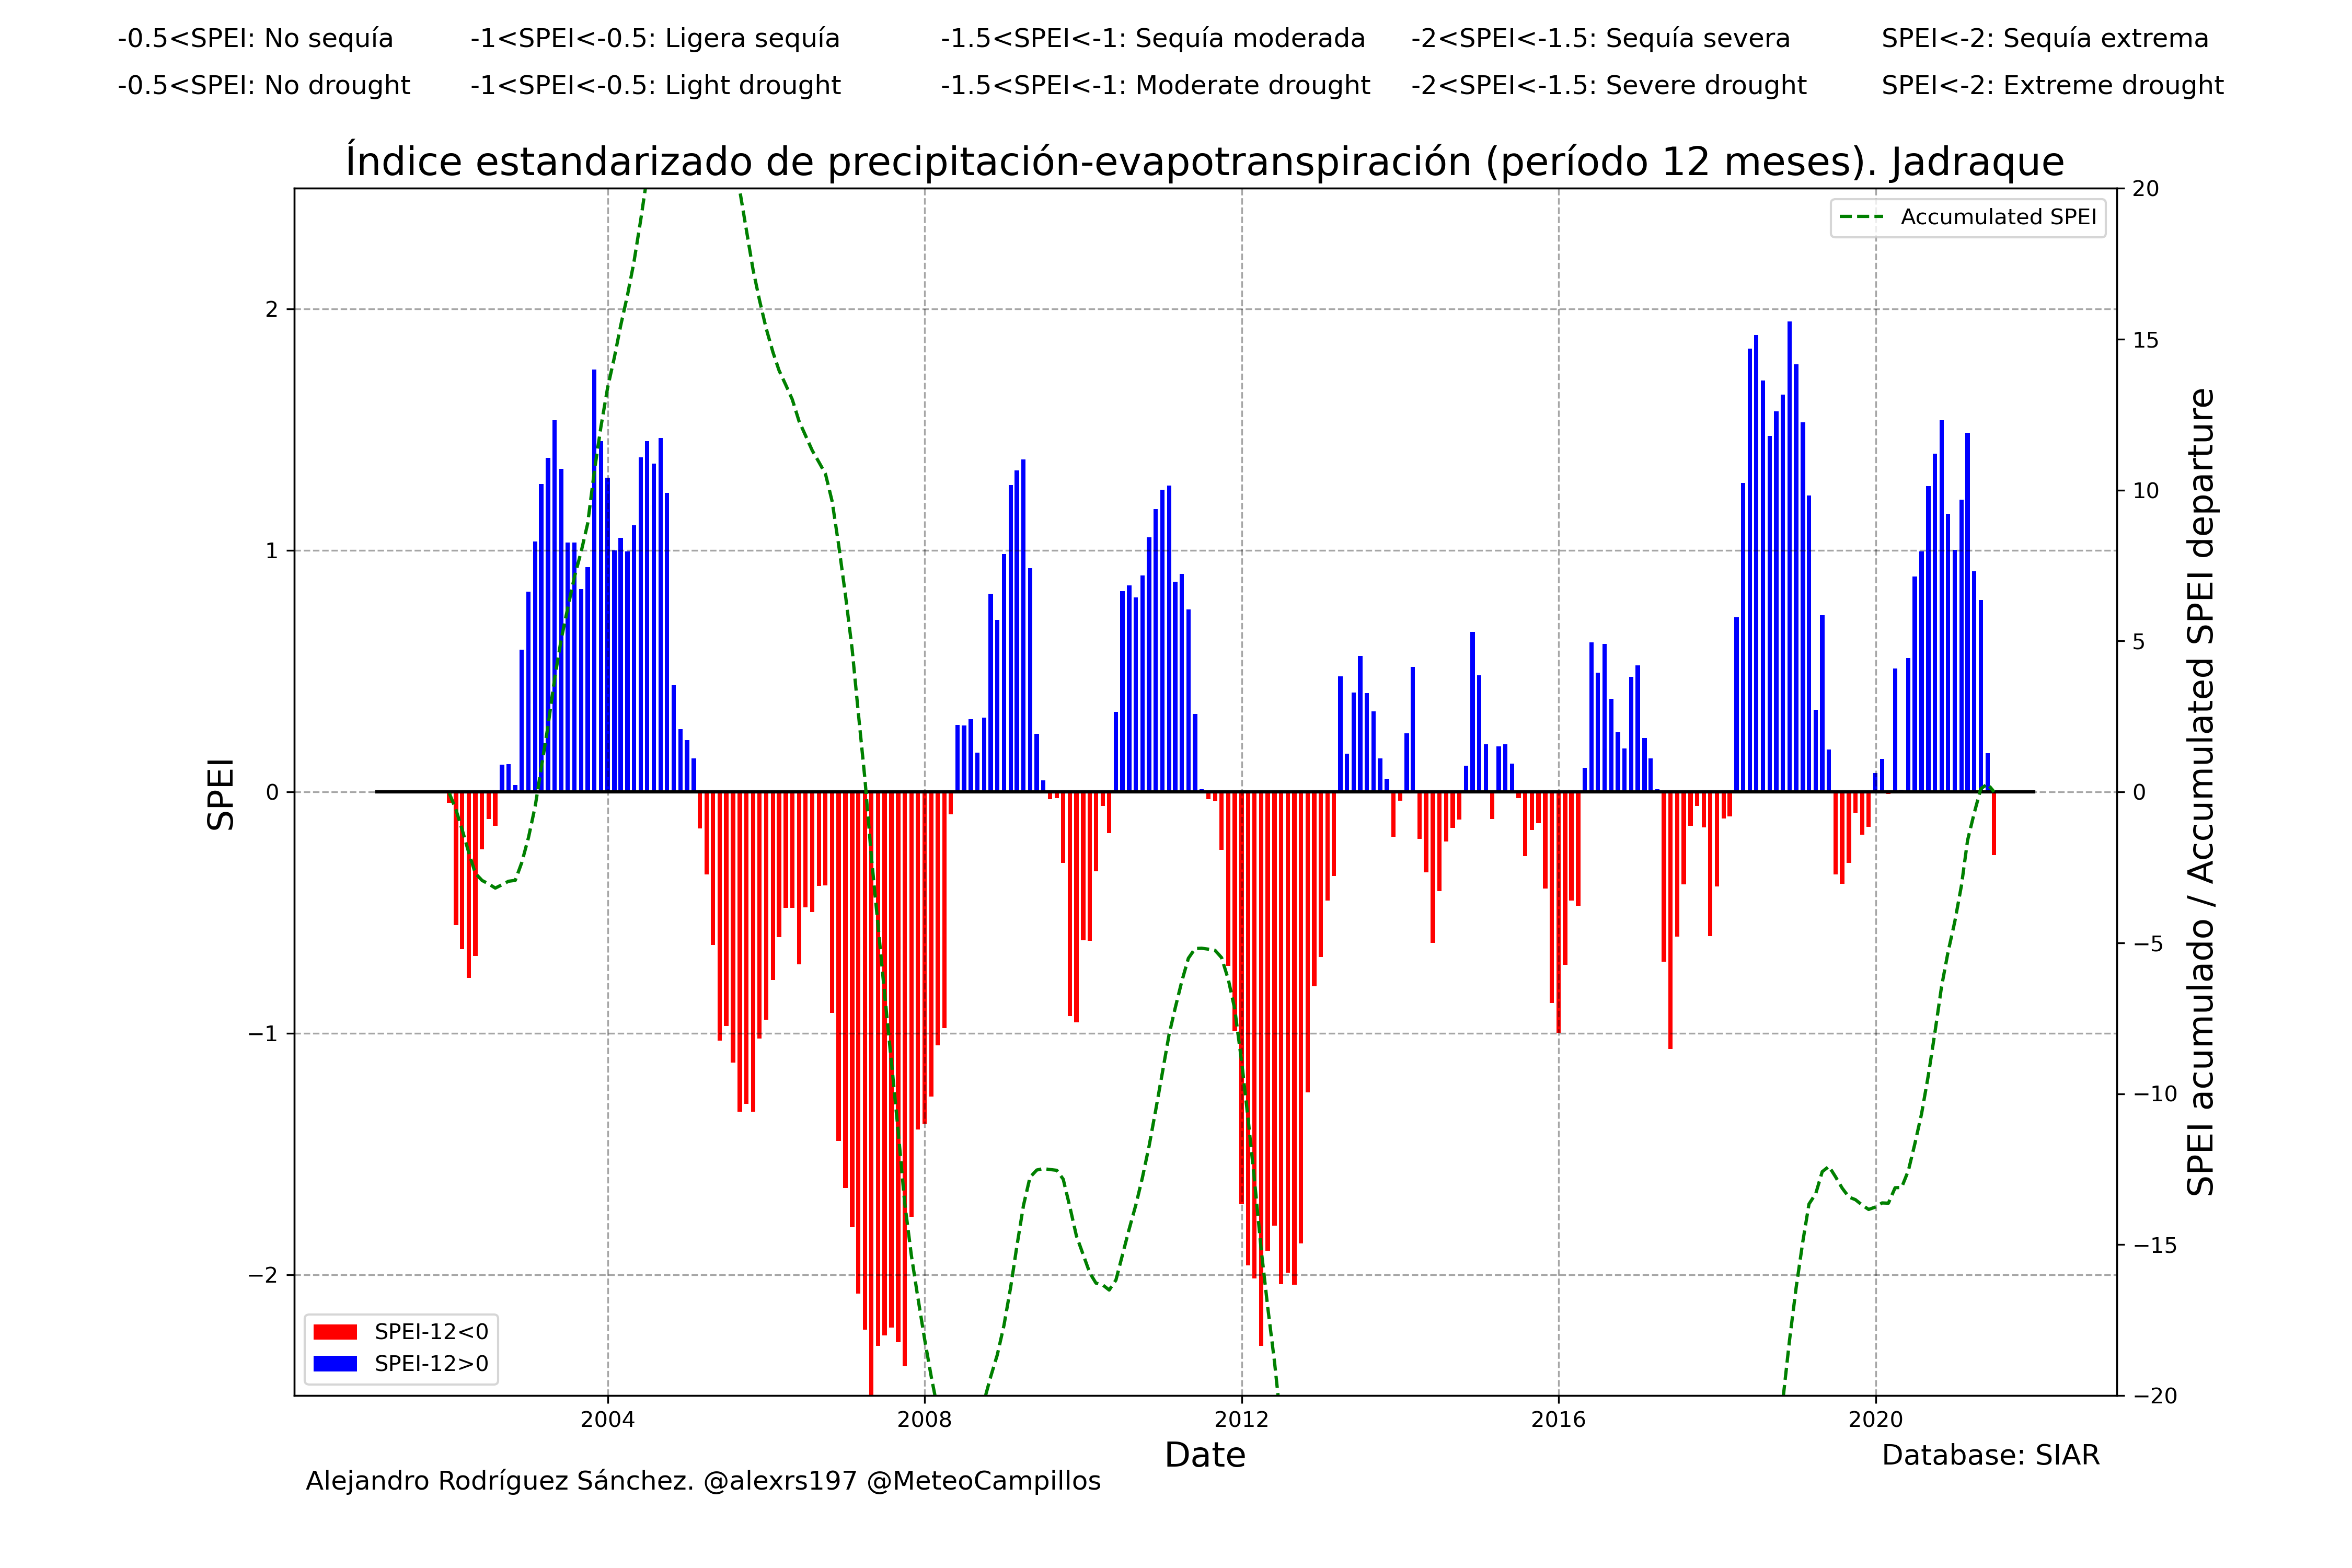 -0.5<SPEI: No sequía -1<SPEI<-0.5: Ligera sequía -1.5<SPEI<-1: Sequía moderada -2<SPEI<-1.5: Sequía severa SPEI<-2: Sequía extrema
-0.5<SPEI: No drought -1<SPEI<-0.5: Light drought -1.5<SPEI<-1: Moderate drought -2<SPEI<-1.5: Severe drought SPEI<-2: Extreme drought
Índice estandarizado de precipitación-evapotranspiración (período 12 meses). Jadraque
Accumulated SPEI
SPEI
2
1
0
−1
−2
20
15
10
5
0
−5
−10
−15
−20
SPEI acumulado / Accumulated SPEI departure
SPEI-12<0
SPEI-12>0
2004 2008 2012 2016 2020
Date
Database: SIAR
Alejandro Rodríguez Sánchez. @alexrs197 @MeteoCampillos